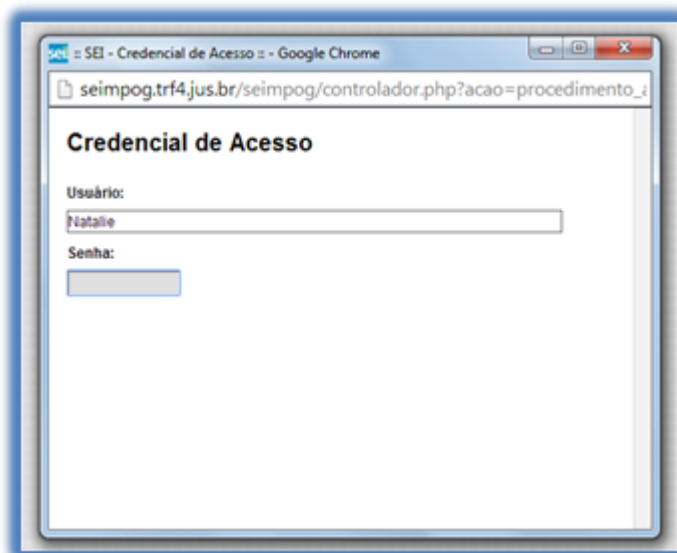 sei :: SEI - Credencial de Acesso :: - Google Chrome
seimpog.trf4.jus.br/seimpog/controlador.php?acao=procedimento_a
Credencial de Acesso
Usuário:
Natalie
Senha: